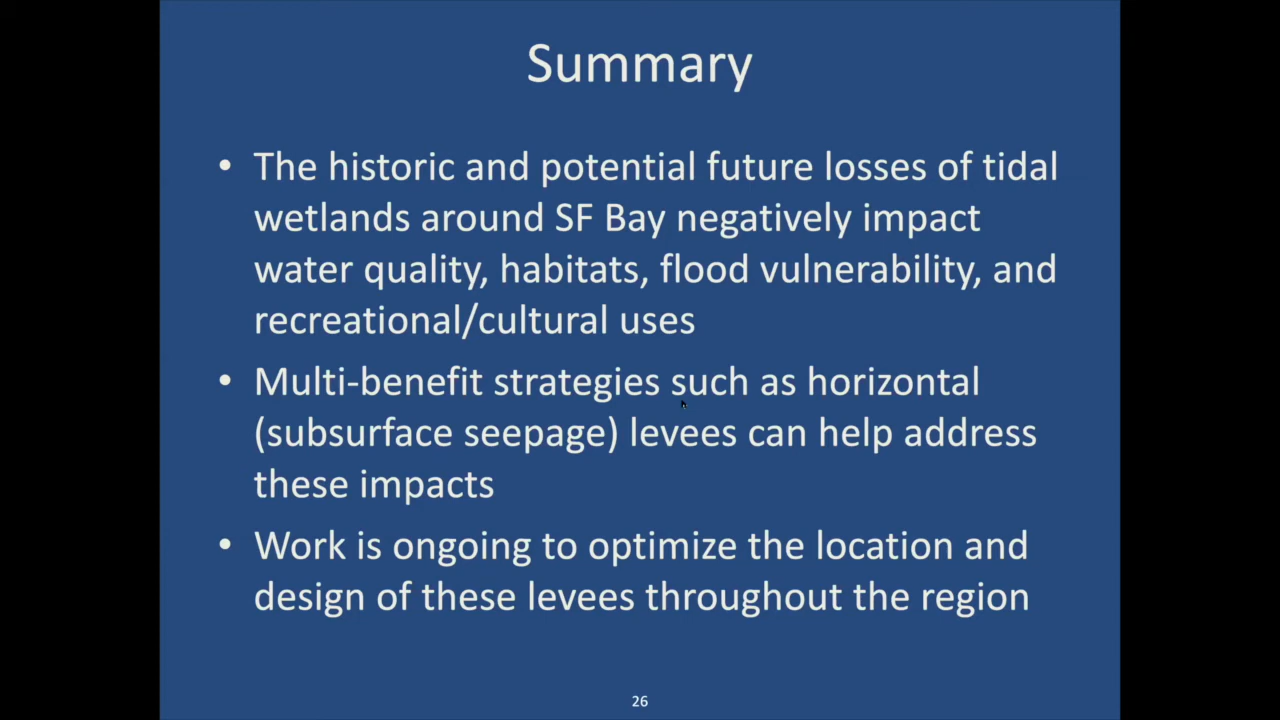 Summary
• The historic and potential future losses of tidal
wetlands around SF Bay negatively impact
water quality, habitats, flood vulnerability, and
recreational/cultural uses
• Multi-benefit strategies such as horizontal
(subsurface seepage) levees can help address
these impacts
• Work is ongoing to optimize the location and
design of these levees throughout the region
26